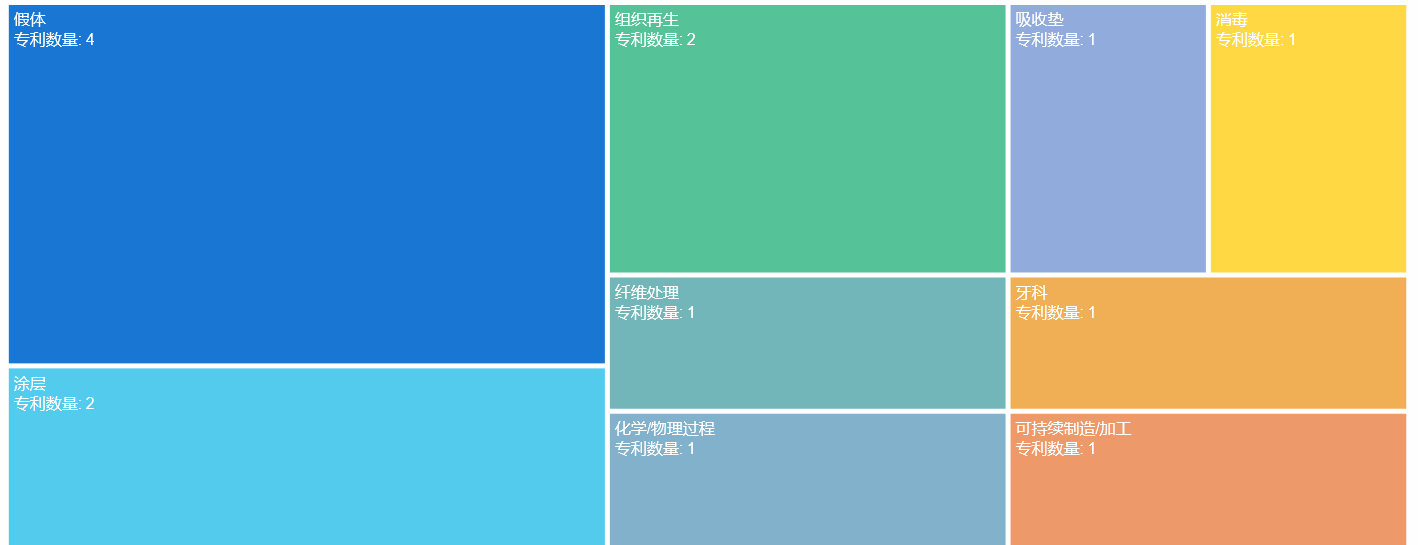 假体
专利数量: 4
组织再生
专利数量: 2
吸收垫
专利数量: 1
消毒
专利数量: 1
纤维处理
专利数量: 1
牙科
专利数量: 1
涂层
专利数量: 2
化学/物理过程
专利数量: 1
可持续制造/加工
专利数量: 1